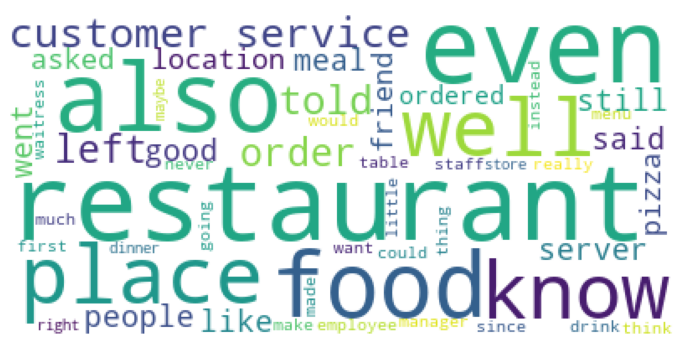 customer service
even
asked
location
meal
friend
also
told
ordered
instead
still
menu
waitress
maybe
would
well
went
left
good
order
said
never
table
staff
store
really
pizza
restaurant
much
little
going
thing
first
dinner
want
could
server
place
food
know
made
right
people
like
make
employee
manager
since
drink
think